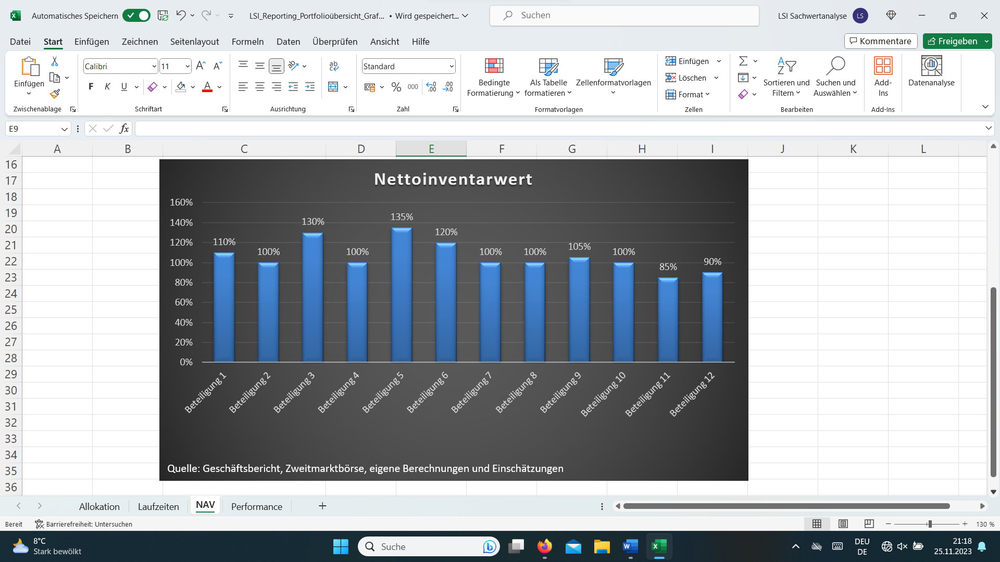 Automatisches Speichern
LSI_Reporting_Portfolioübersicht_Graf... • Wird gespeichert...
Suchen
LSI Sachwertanalyse LS
Datei Start Einfügen Zeichnen Seitenlayout Formeln Daten Überprüfen Ansicht Hilfe
Kommentare Freigeben
Einfügen
Zwischenablage
Calibri 11
F K U
Schriftart
Ausrichtung
Standard
% 000
Zahl
Bedingte
Formatierung
Als Tabelle
formatieren
Zellenformatvorlagen
Formatvorlagen
Einfügen
Löschen
Format
Zellen
Sortieren und
Filtern
Suchen und
Auswählen
Bearbeiten
Add-
Ins
Add-Ins
Datenanalyse
E9 fx
A B C D E F G H I J K L
16
17
18
19
20
21
22
23
24
25
26
27
28
29
30
31
32
33
34
35
36
Nettoinventarwert
160%
140%
120%
100%
80%
60%
40%
20%
0%
110% 100% 130% 100% 135% 120% 100% 100% 105% 100% 85% 90%
Beteiligung 1
Beteiligung 2
Beteiligung 3
Beteiligung 4
Beteiligung 5
Beteiligung 6
Beteiligung 7
Beteiligung 8
Beteiligung 9
Beteiligung 10
Beteiligung 11
Beteiligung 12
Quelle: Geschäftsbericht, Zweitmarktbörse, eigene Berechnungen und Einschätzungen
Allokation Laufzeiten NAV Performance +
Bereit Barrierefreiheit: Untersuchen
130 %
8°C
Stark bewölkt
Suche
DEU
DE
21:18
25.11.2023